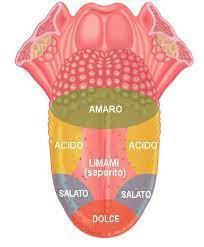 AMARO
ACIDO ACIDO
UMAMI
(saporito)
SALATO SALATO
DOLCE